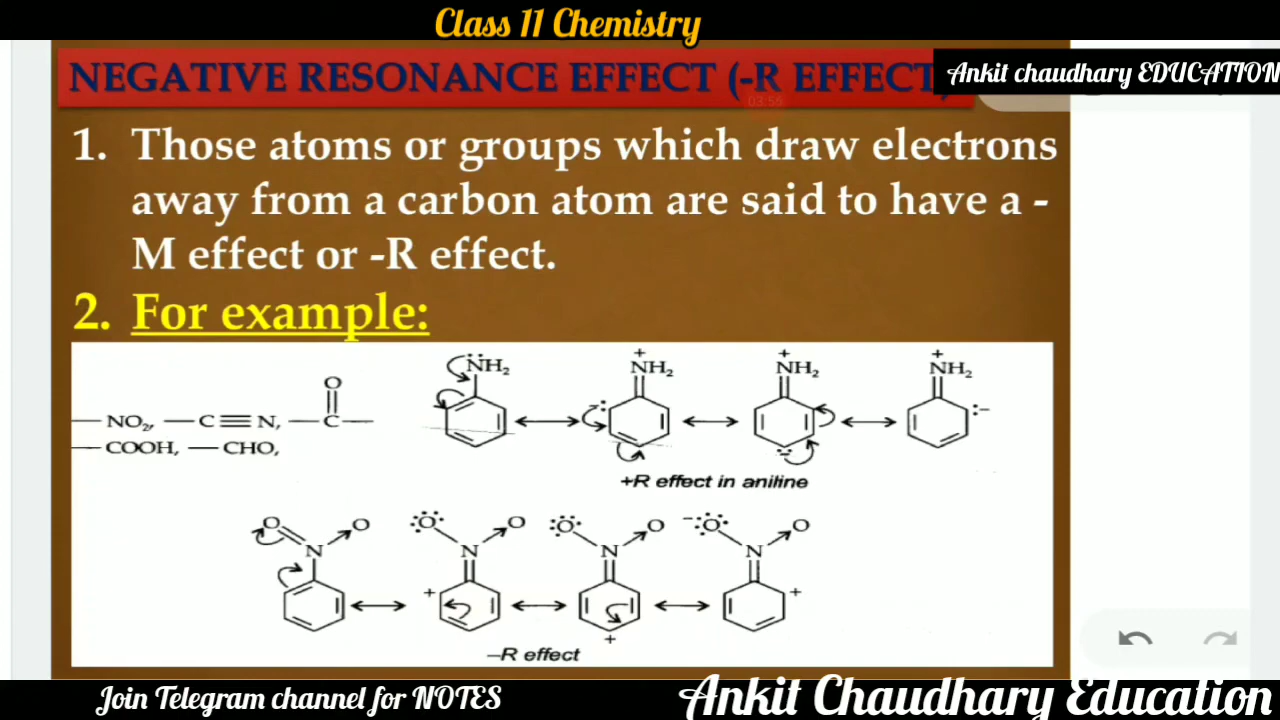 Class 11 Chemistry
NEGATIVE RESONANCE EFFECT (-R EFFECT)
Ankit chaudhary EDUCATION
03:55
1. Those atoms or groups which draw electrons
away from a carbon atom are said to have a -
M effect or -R effect.
2. For example:
— NO₂, — C≡N, — C —
O
— COOH, — CHO,
NH₂ NH₂ NH₂ NH₂
+ + +
+R effect in aniline
O O O O O O O O
N N N N
+ + +
–R effect
Join Telegram channel for NOTES
Ankit Chaudhary Education